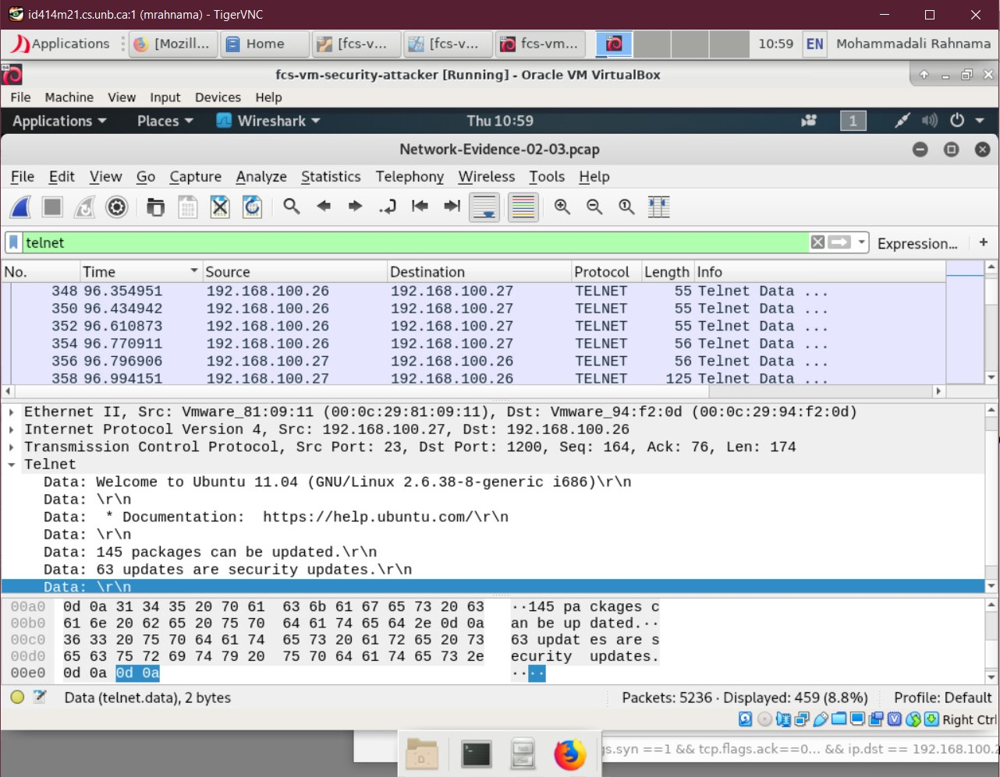 id414m21.cs.unb.ca:1 (mrahnama) - TigerVNC
Applications [Mozill... Home [fcs-v... [fcs-v... fcs-vm... 10:59 EN Mohammadali Rahnama
fcs-vm-security-attacker [Running] - Oracle VM VirtualBox
File Machine View Input Devices Help
Applications Places Wireshark Thu 10:59 1
Network-Evidence-02-03.pcap
File Edit View Go Capture Analyze Statistics Telephony Wireless Tools Help
telnet Expression... +
No. Time Source Destination Protocol Length Info
348 96.354951 192.168.100.26 192.168.100.27 TELNET 55 Telnet Data ...
350 96.434942 192.168.100.26 192.168.100.27 TELNET 55 Telnet Data ...
352 96.610873 192.168.100.26 192.168.100.27 TELNET 55 Telnet Data ...
354 96.770911 192.168.100.26 192.168.100.27 TELNET 56 Telnet Data ...
356 96.796906 192.168.100.27 192.168.100.26 TELNET 56 Telnet Data ...
358 96.994151 192.168.100.27 192.168.100.26 TELNET 125 Telnet Data ...
Ethernet II, Src: Vmware_81:09:11 (00:0c:29:81:09:11), Dst: Vmware_94:f2:0d (00:0c:29:94:f2:0d)
Internet Protocol Version 4, Src: 192.168.100.27, Dst: 192.168.100.26
Transmission Control Protocol, Src Port: 23, Dst Port: 1200, Seq: 164, Ack: 76, Len: 174
Telnet
Data: Welcome to Ubuntu 11.04 (GNU/Linux 2.6.38-8-generic i686)\r\n
Data: \r\n
Data:  * Documentation:  https://help.ubuntu.com/\r\n
Data: \r\n
Data: 145 packages can be updated.\r\n
Data: 63 updates are security updates.\r\n
Data: \r\n
00a0 0d 0a 31 34 35 20 70 61 63 6b 61 67 65 73 20 63 ··145 pa ckages c
00b0 61 6e 20 62 65 20 75 70 64 61 74 65 64 2e 0d 0a an be up dated.··
00c0 36 33 20 75 70 64 61 74 65 73 20 61 72 65 20 73 63 updat es are s
00d0 65 63 75 72 69 74 79 20 75 70 64 61 74 65 73 2e ecurity updates.
00e0 0d 0a 0d 0a ····
Data (telnet.data), 2 bytes Packets: 5236 · Displayed: 459 (8.8%) Profile: Default
Right Ctrl
gs.syn ==1 && tcp.flags.ack==0... && ip.dst == 192.168.100.2